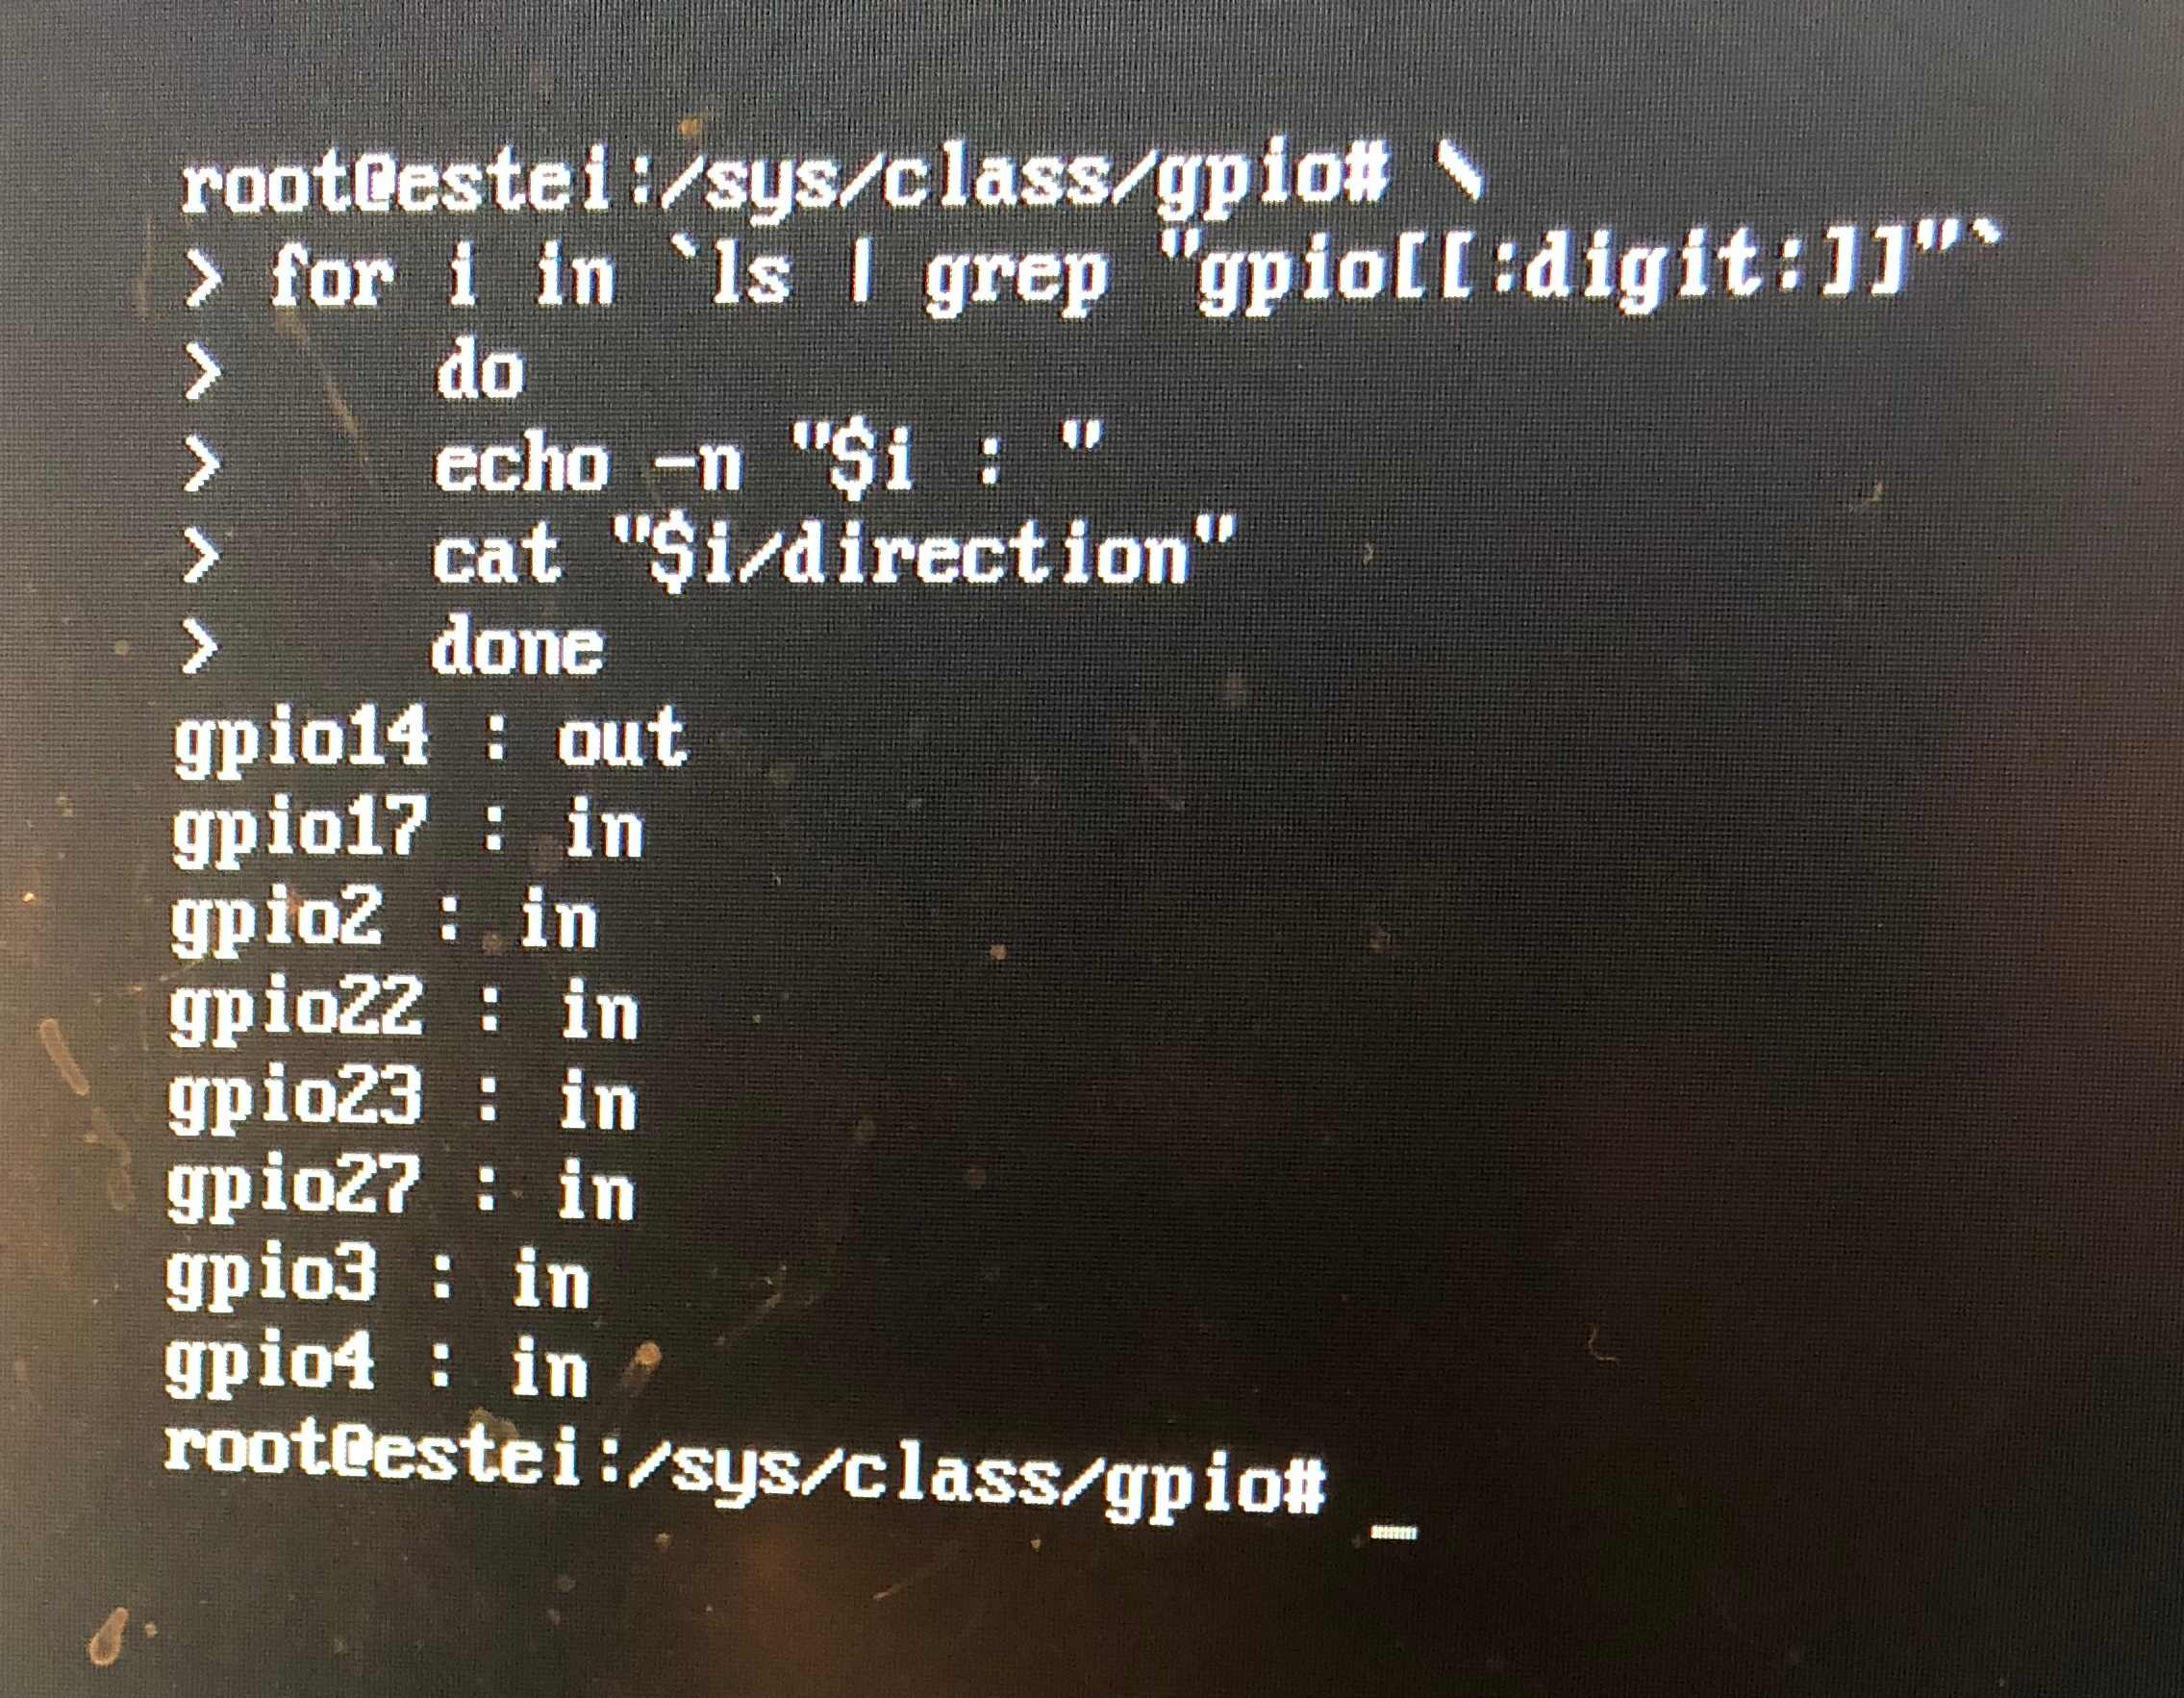 root@estei:/sys/class/gpio# \
> for i in `ls | grep "gpio[[:digit:]]"`
>     do
>     echo -n "$i : "
>     cat "$i/direction"
>     done
gpio14 : out
gpio17 : in
gpio2 : in
gpio22 : in
gpio23 : in
gpio27 : in
gpio3 : in
gpio4 : in
root@estei:/sys/class/gpio# _